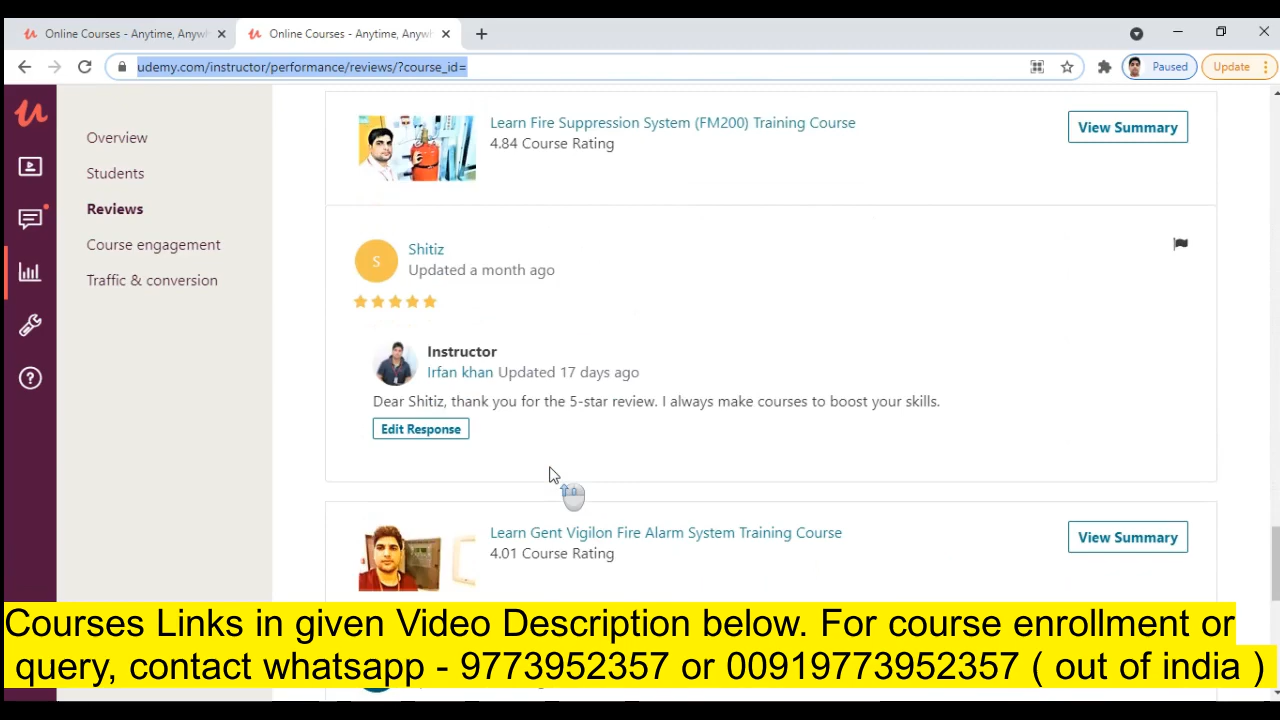 Online Courses - Anytime, Anywh
Online Courses - Anytime, Anywh
udemy.com/instructor/performance/reviews/?course_id=
Paused
Update
Overview
Students
Reviews
Course engagement
Traffic & conversion
Learn Fire Suppression System (FM200) Training Course
4.84 Course Rating
View Summary
S
Shitiz
Updated a month ago
Instructor
Irfan khan Updated 17 days ago
Dear Shitiz, thank you for the 5-star review. I always make courses to boost your skills.
Edit Response
Learn Gent Vigilon Fire Alarm System Training Course
4.01 Course Rating
View Summary
Courses Links in given Video Description below. For course enrollment or
query, contact whatsapp - 9773952357 or 00919773952357 ( out of india )